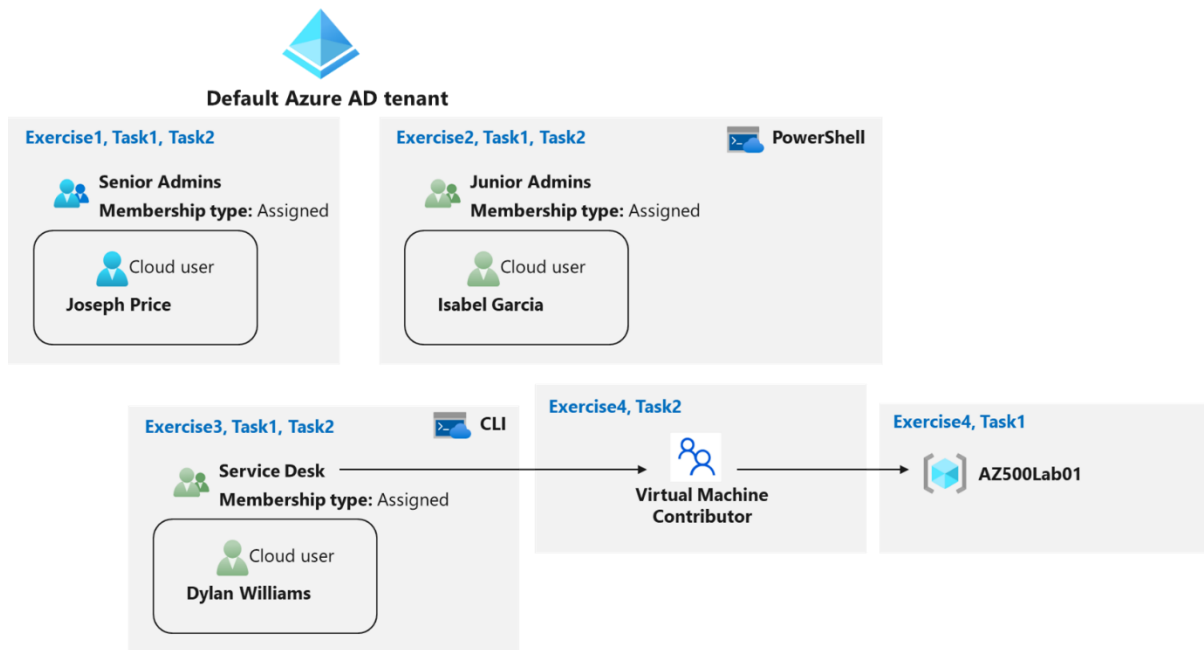 Default Azure AD tenant
Exercise1, Task1, Task2
Senior Admins
Membership type: Assigned
Cloud user
Joseph Price
Exercise2, Task1, Task2
PowerShell
Junior Admins
Membership type: Assigned
Cloud user
Isabel Garcia
Exercise3, Task1, Task2
CLI
Service Desk
Membership type: Assigned
Cloud user
Dylan Williams
Exercise4, Task2
Virtual Machine
Contributor
Exercise4, Task1
AZ500Lab01